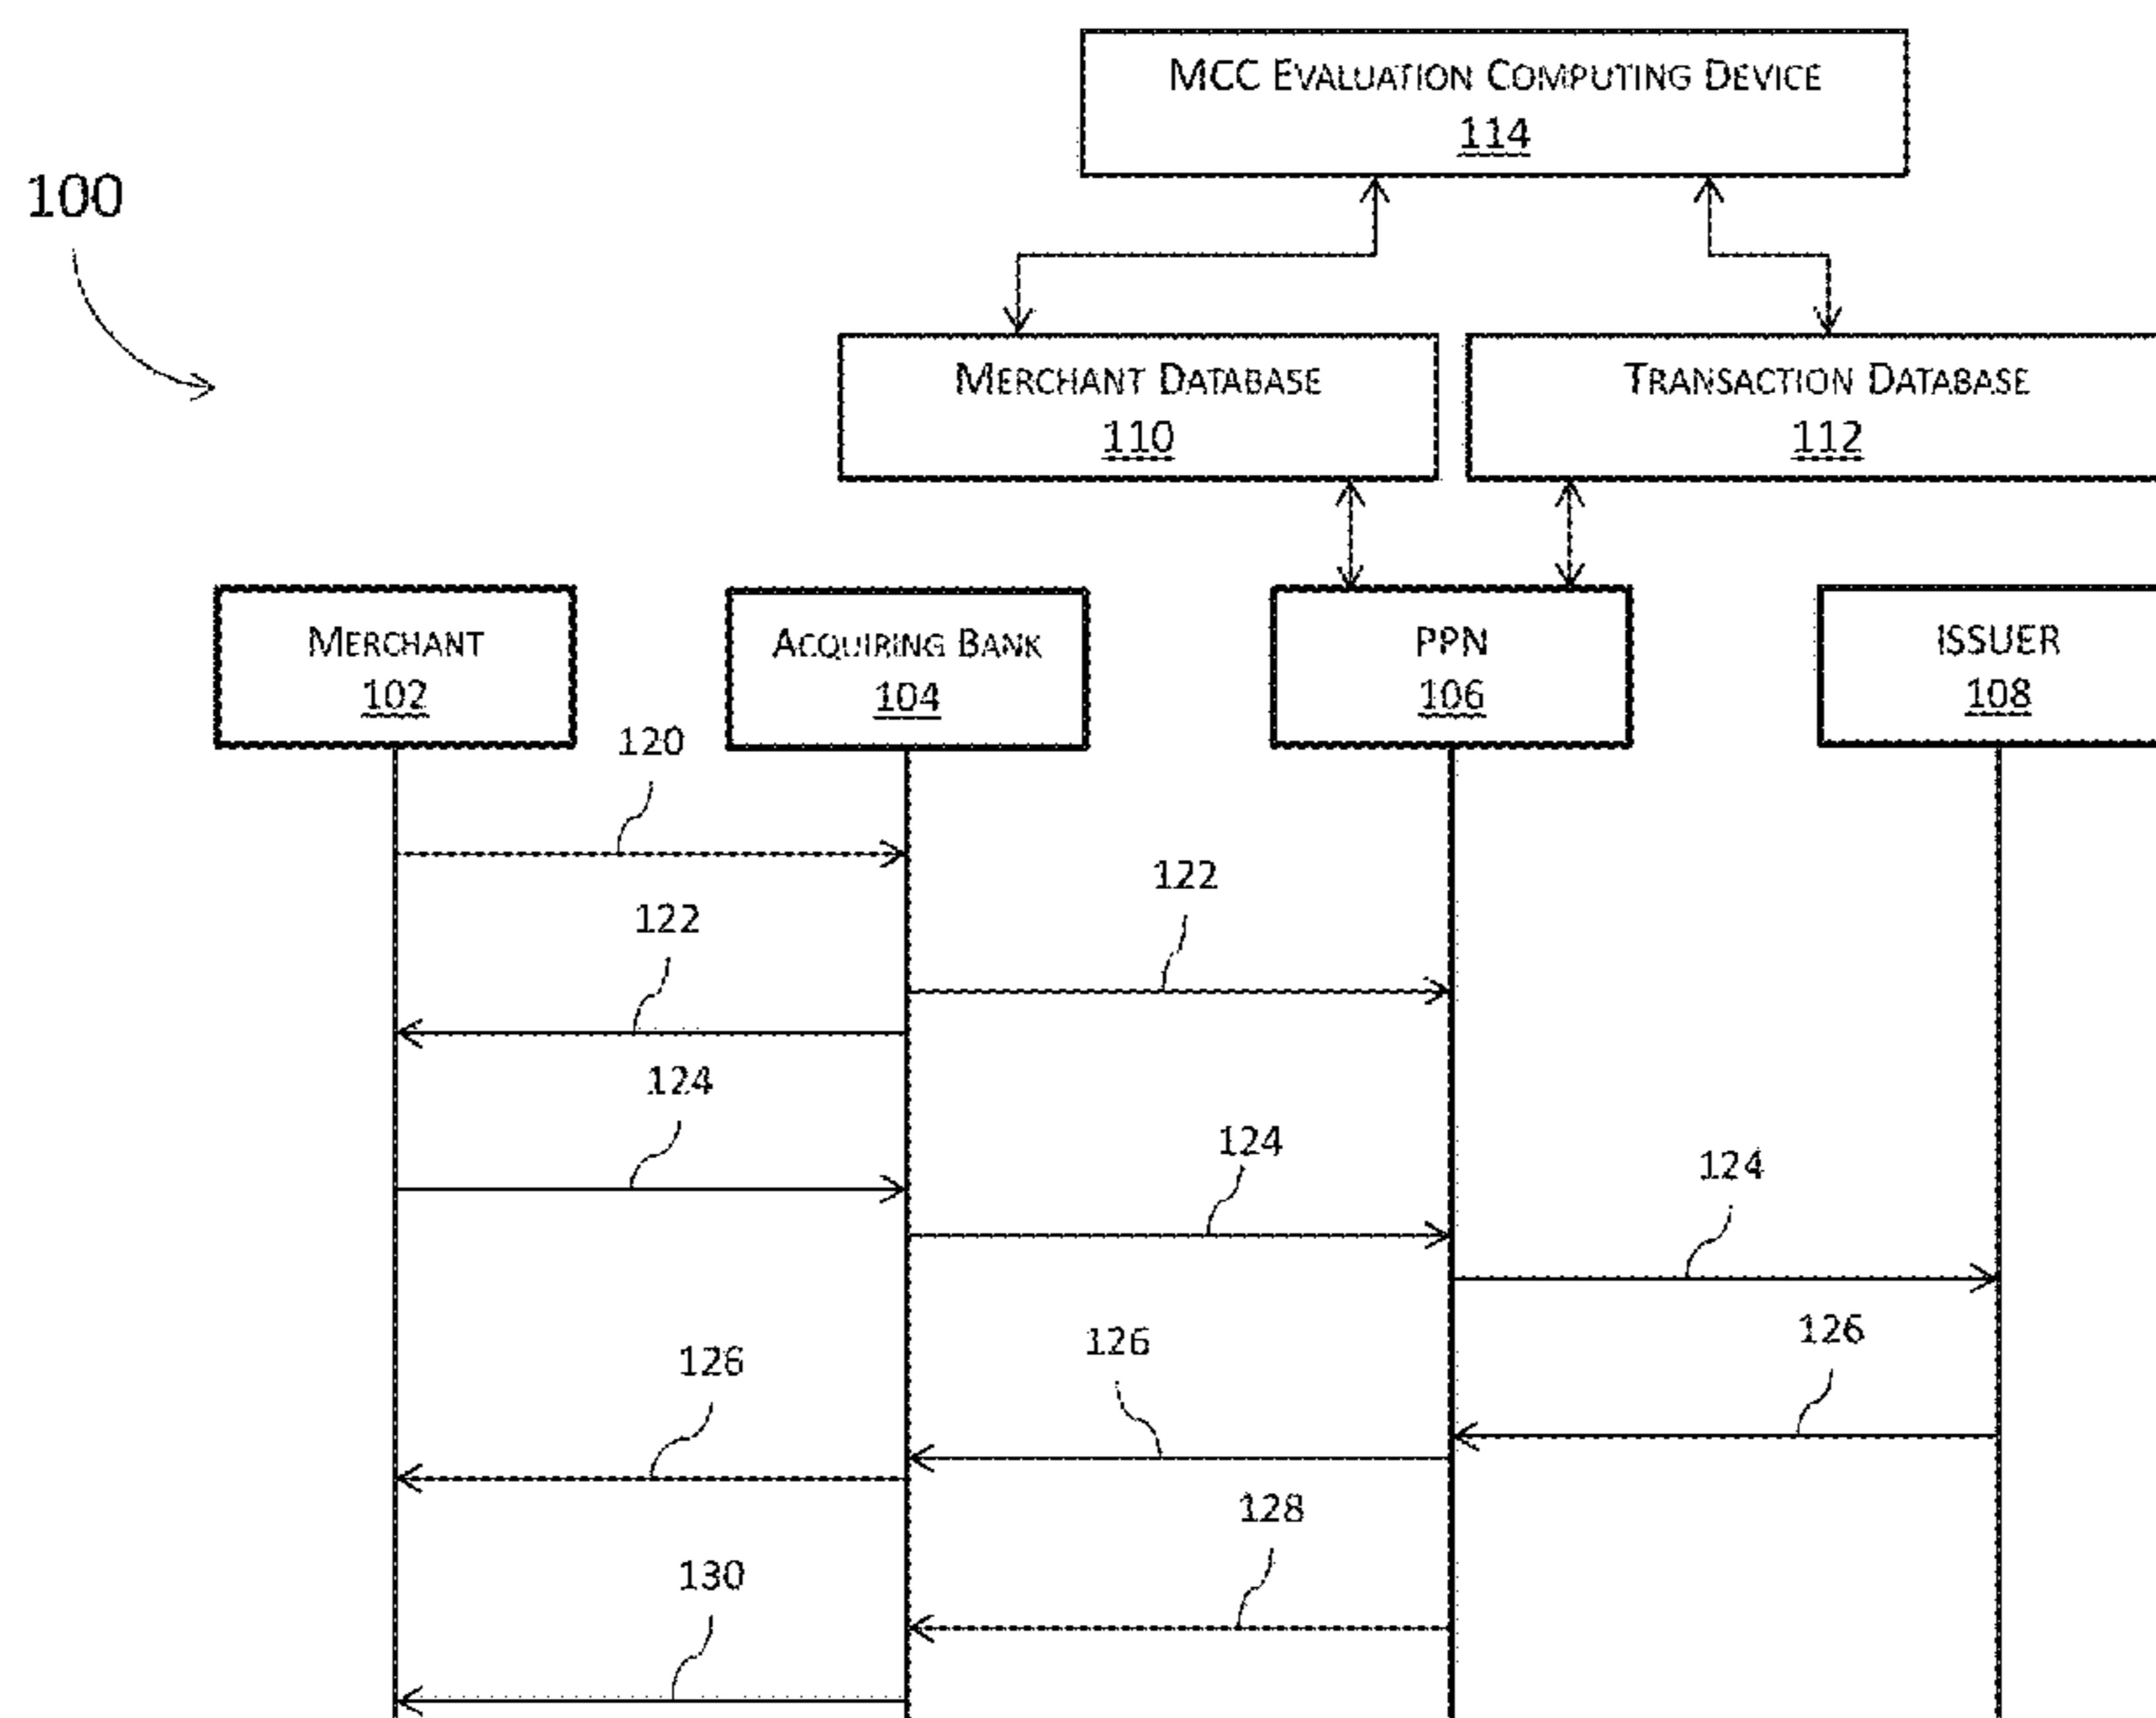 MCC EVALUATION COMPUTING DEVICE
114
100
MERCHANT DATABASE
110
TRANSACTION DATABASE
112
MERCHANT
102
ACQUIRING BANK
104
PPN
106
ISSUER
108
120
122
122
124
124
124
126
126
126
128
130